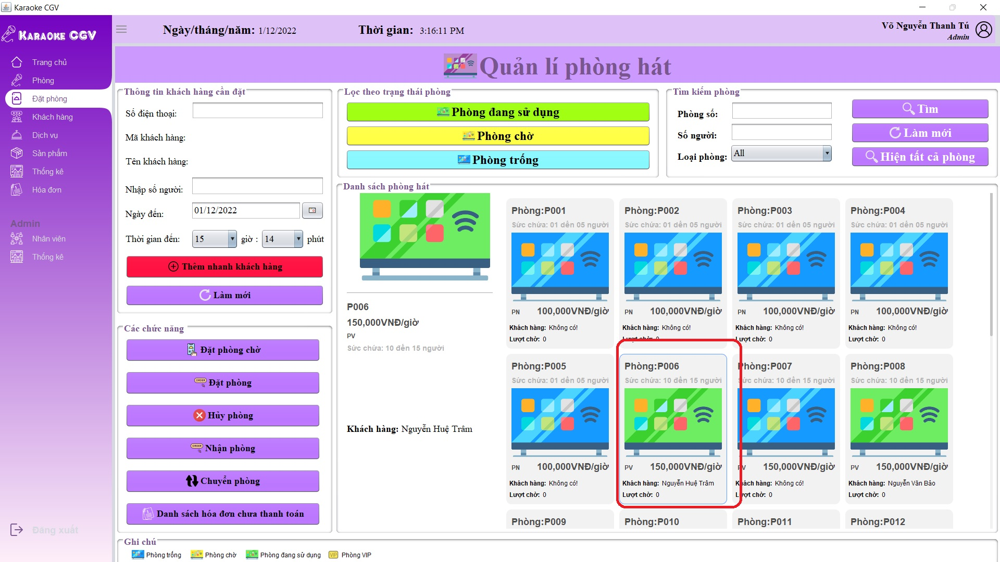 Karaoke CGV
KARAOKE CGV
Ngày/tháng/năm: 1/12/2022
Thời gian: 3:16:11 PM
Võ Nguyễn Thanh Tú
Admin
Trang chủ
Phòng
Đặt phòng
Khách hàng
Dịch vụ
Sản phẩm
Thống kê
Hóa đơn
Admin
Nhân viên
Thống kê
Đăng xuất
Quản lí phòng hát
Thông tin khách hàng cần đặt
Số điện thoại:
Mã khách hàng:
Tên khách hàng:
Nhập số người:
Ngày đến: 01/12/2022
Thời gian đến: 15 giờ : 14 phút
Thêm nhanh khách hàng
Làm mới
Các chức năng
Đặt phòng chờ
Đặt phòng
Hủy phòng
Nhận phòng
Chuyển phòng
Danh sách hóa đơn chưa thanh toán
Lọc theo trạng thái phòng
Phòng đang sử dụng
Phòng chờ
Phòng trống
Tìm kiếm phòng
Phòng số:
Số người:
Loại phòng: All
Tìm
Làm mới
Hiện tất cả phòng
Danh sách phòng hát
P006
150,000VNĐ/giờ
PV
Sức chứa: 10 đến 15 người
Khách hàng: Nguyễn Huệ Trâm
Phòng:P001
Sức chứa: 01 đến 05 người
PN 100,000VNĐ/giờ
Khách hàng: Không có!
Lượt chờ: 0
Phòng:P002
Sức chứa: 01 đến 05 người
PN 100,000VNĐ/giờ
Khách hàng: Không có!
Lượt chờ: 0
Phòng:P003
Sức chứa: 01 đến 05 người
PN 100,000VNĐ/giờ
Khách hàng: Không có!
Lượt chờ: 0
Phòng:P004
Sức chứa: 01 đến 05 người
PN 100,000VNĐ/giờ
Khách hàng: Không có!
Lượt chờ: 0
Phòng:P005
Sức chứa: 01 đến 05 người
PN 100,000VNĐ/giờ
Khách hàng: Không có!
Lượt chờ: 0
Phòng:P006
Sức chứa: 10 đến 15 người
PV 150,000VNĐ/giờ
Khách hàng: Nguyễn Huệ Trâm
Lượt chờ: 0
Phòng:P007
Sức chứa: 10 đến 15 người
PV 150,000VNĐ/giờ
Khách hàng: Không có!
Lượt chờ: 0
Phòng:P008
Sức chứa: 10 đến 15 người
PV 150,000VNĐ/giờ
Khách hàng: Nguyễn Văn Bảo
Lượt chờ: 0
Phòng:P009
Phòng:P010
Phòng:P011
Phòng:P012
Ghi chú
Phòng trống
Phòng chờ
Phòng đang sử dụng
VIP Phòng VIP